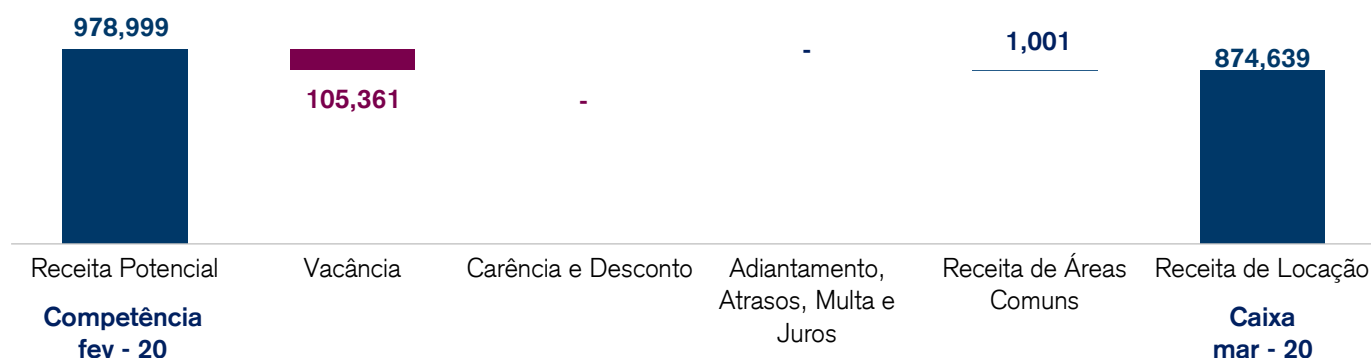 978,999
105,361
-
-
1,001
874,639
Receita Potencial
Vacância
Carência e Desconto
Adiantamento,
Atrasos, Multa e
Juros
Receita de Áreas
Comuns
Receita de Locação
Competência
fev - 20
Caixa
mar - 20